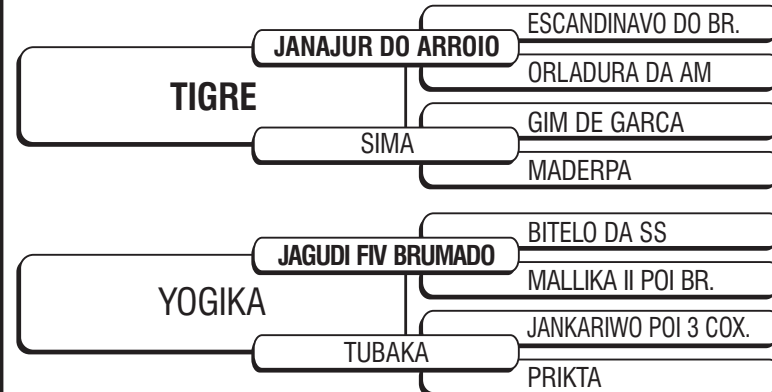 ESCANDINAVO DO BR.
JANAJUR DO ARROIO
ORLADURA DA AM
TIGRE
GIM DE GARCA
SIMA
MADERPA
BITELO DA SS
JAGUDI FIV BRUMADO
MALLIKA II POI BR.
YOGIKA
JANKARIWO POI 3 COX.
TUBAKA
PRIKTA